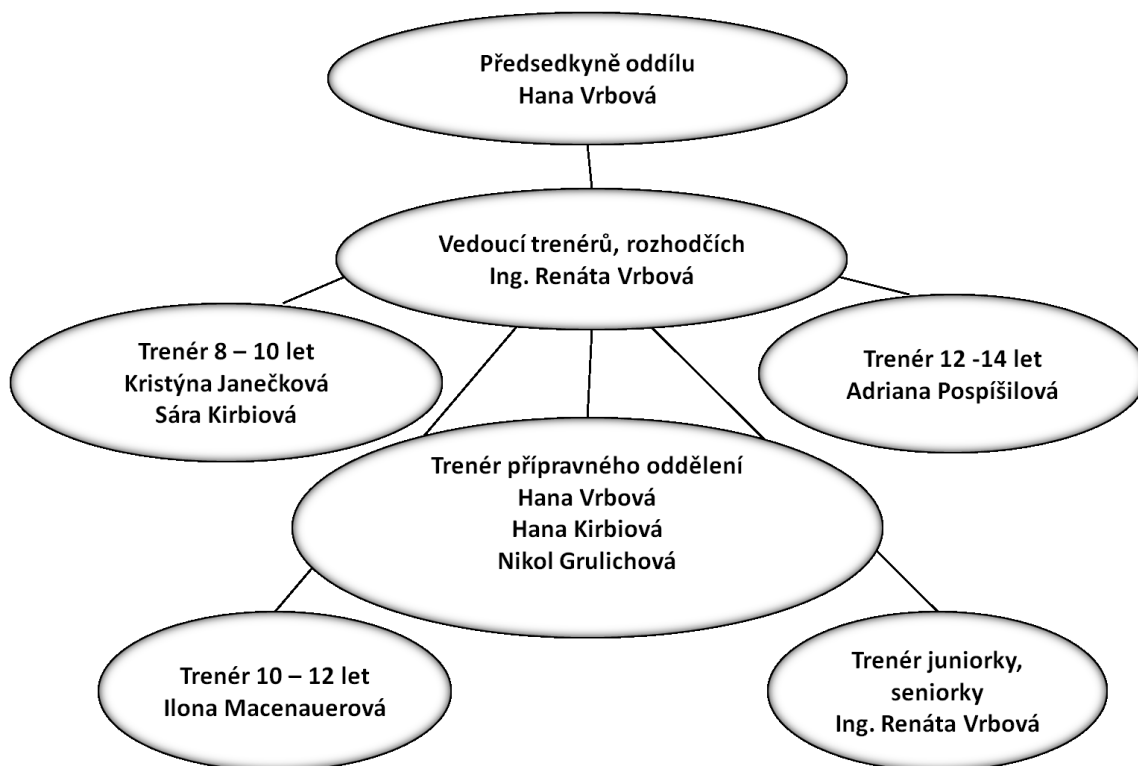 Předsedkyně oddílu
Hana Vrbová
Vedoucí trenérů, rozhodčích
Ing. Renáta Vrbová
Trenér 8 – 10 let
Kristýna Janečková
Sára Kirbiová
Trenér 12 -14 let
Adriana Pospíšilová
Trenér přípravného oddělení
Hana Vrbová
Hana Kirbiová
Nikol Grulichová
Trenér 10 – 12 let
Ilona Macenauerová
Trenér juniorky,
seniorky
Ing. Renáta Vrbová